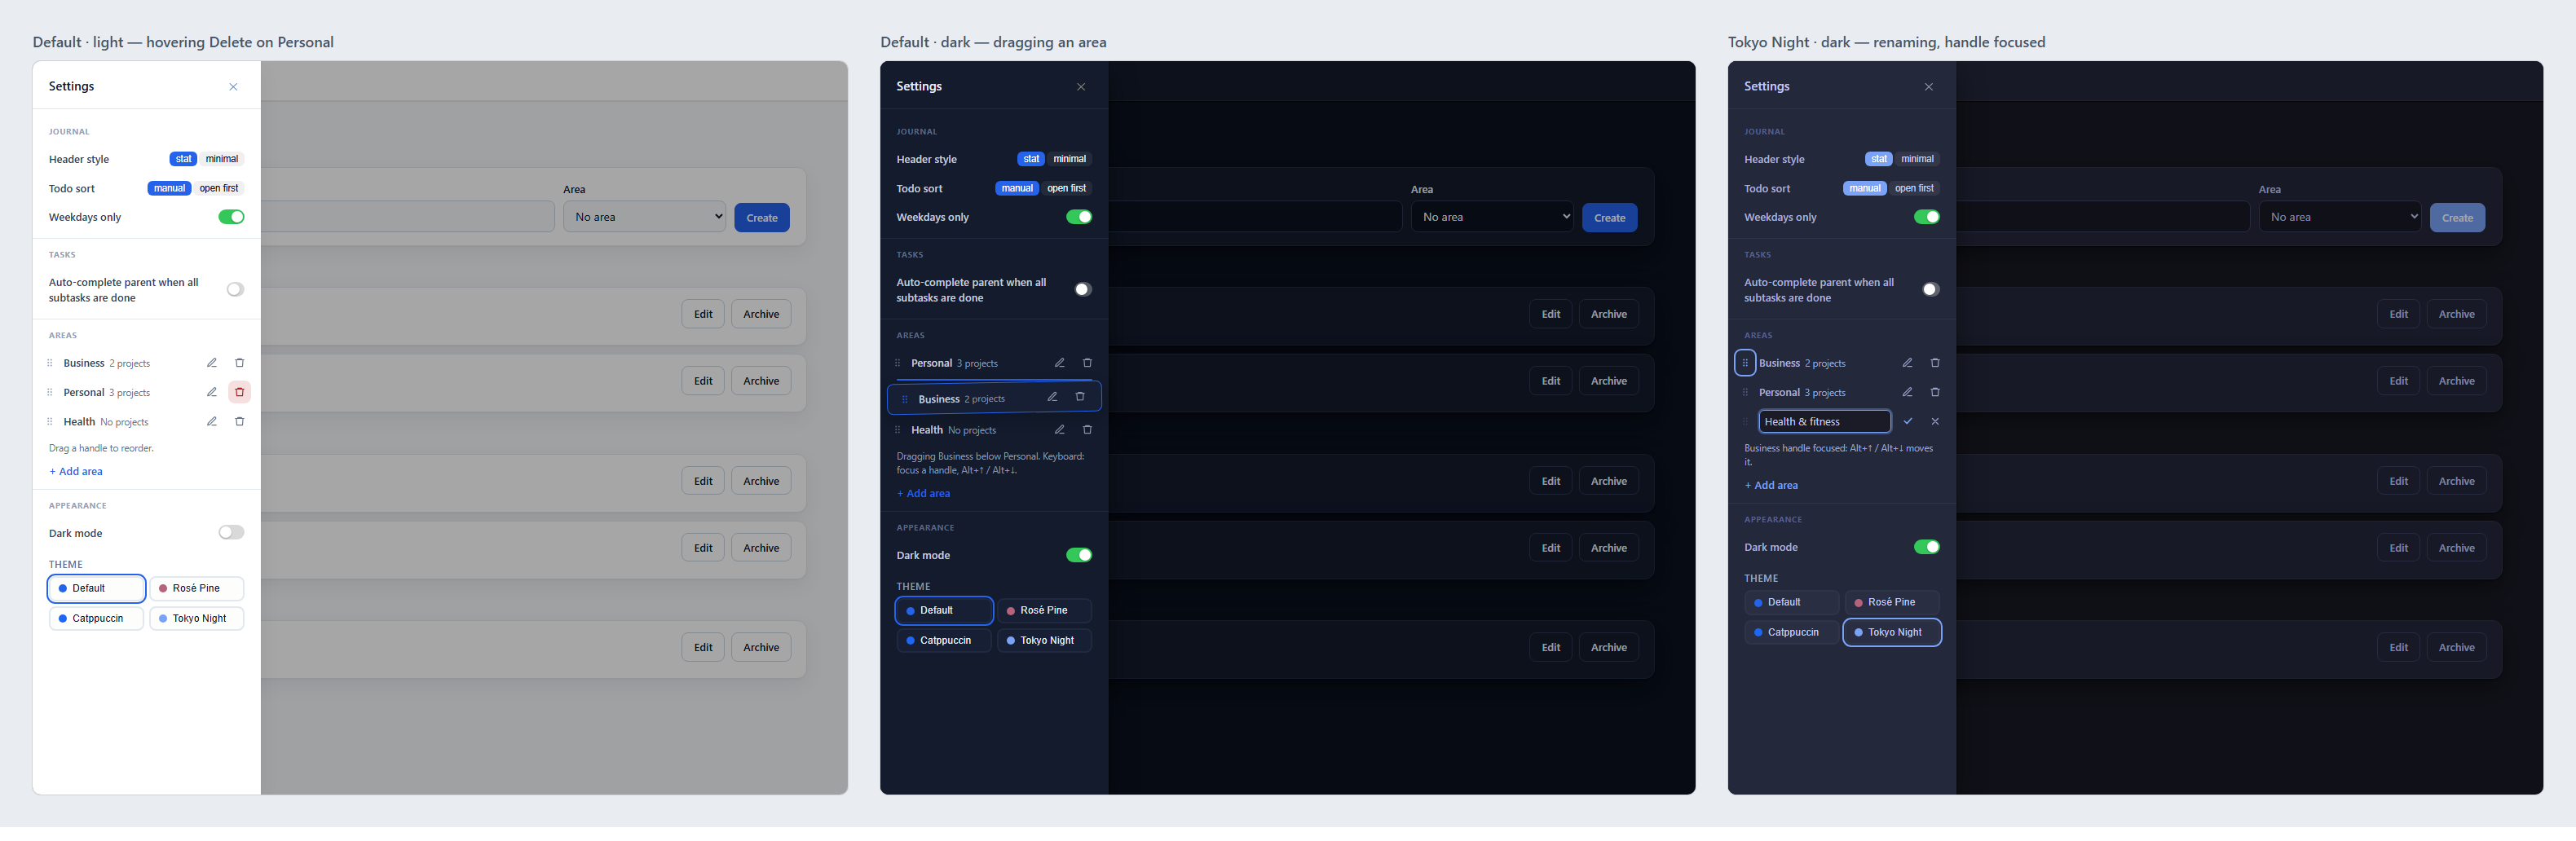 Default · light — hovering Delete on Personal
Settings
JOURNAL
Header style stat minimal
Todo sort manual open first
Weekdays only
TASKS
Auto-complete parent when all
subtasks are done
AREAS
Business 2 projects
Personal 3 projects
Health No projects
Drag a handle to reorder.
+ Add area
APPEARANCE
Dark mode
THEME
Default Rosé Pine
Catppuccin Tokyo Night
Area
No area Create
Edit Archive
Edit Archive
Edit Archive
Edit Archive
Edit Archive
Default · dark — dragging an area
Settings
JOURNAL
Header style stat minimal
Todo sort manual open first
Weekdays only
TASKS
Auto-complete parent when all
subtasks are done
AREAS
Personal 3 projects
Business 2 projects
Health No projects
Dragging Business below Personal. Keyboard:
focus a handle, Alt+↑ / Alt+↓.
+ Add area
APPEARANCE
Dark mode
THEME
Default Rosé Pine
Catppuccin Tokyo Night
Area
No area Create
Edit Archive
Edit Archive
Edit Archive
Edit Archive
Edit Archive
Tokyo Night · dark — renaming, handle focused
Settings
JOURNAL
Header style stat minimal
Todo sort manual open first
Weekdays only
TASKS
Auto-complete parent when all
subtasks are done
AREAS
Business 2 projects
Personal 3 projects
Health & fitness
Business handle focused: Alt+↑ / Alt+↓ moves
it.
+ Add area
APPEARANCE
Dark mode
THEME
Default Rosé Pine
Catppuccin Tokyo Night
Area
No area Create
Edit Archive
Edit Archive
Edit Archive
Edit Archive
Edit Archive